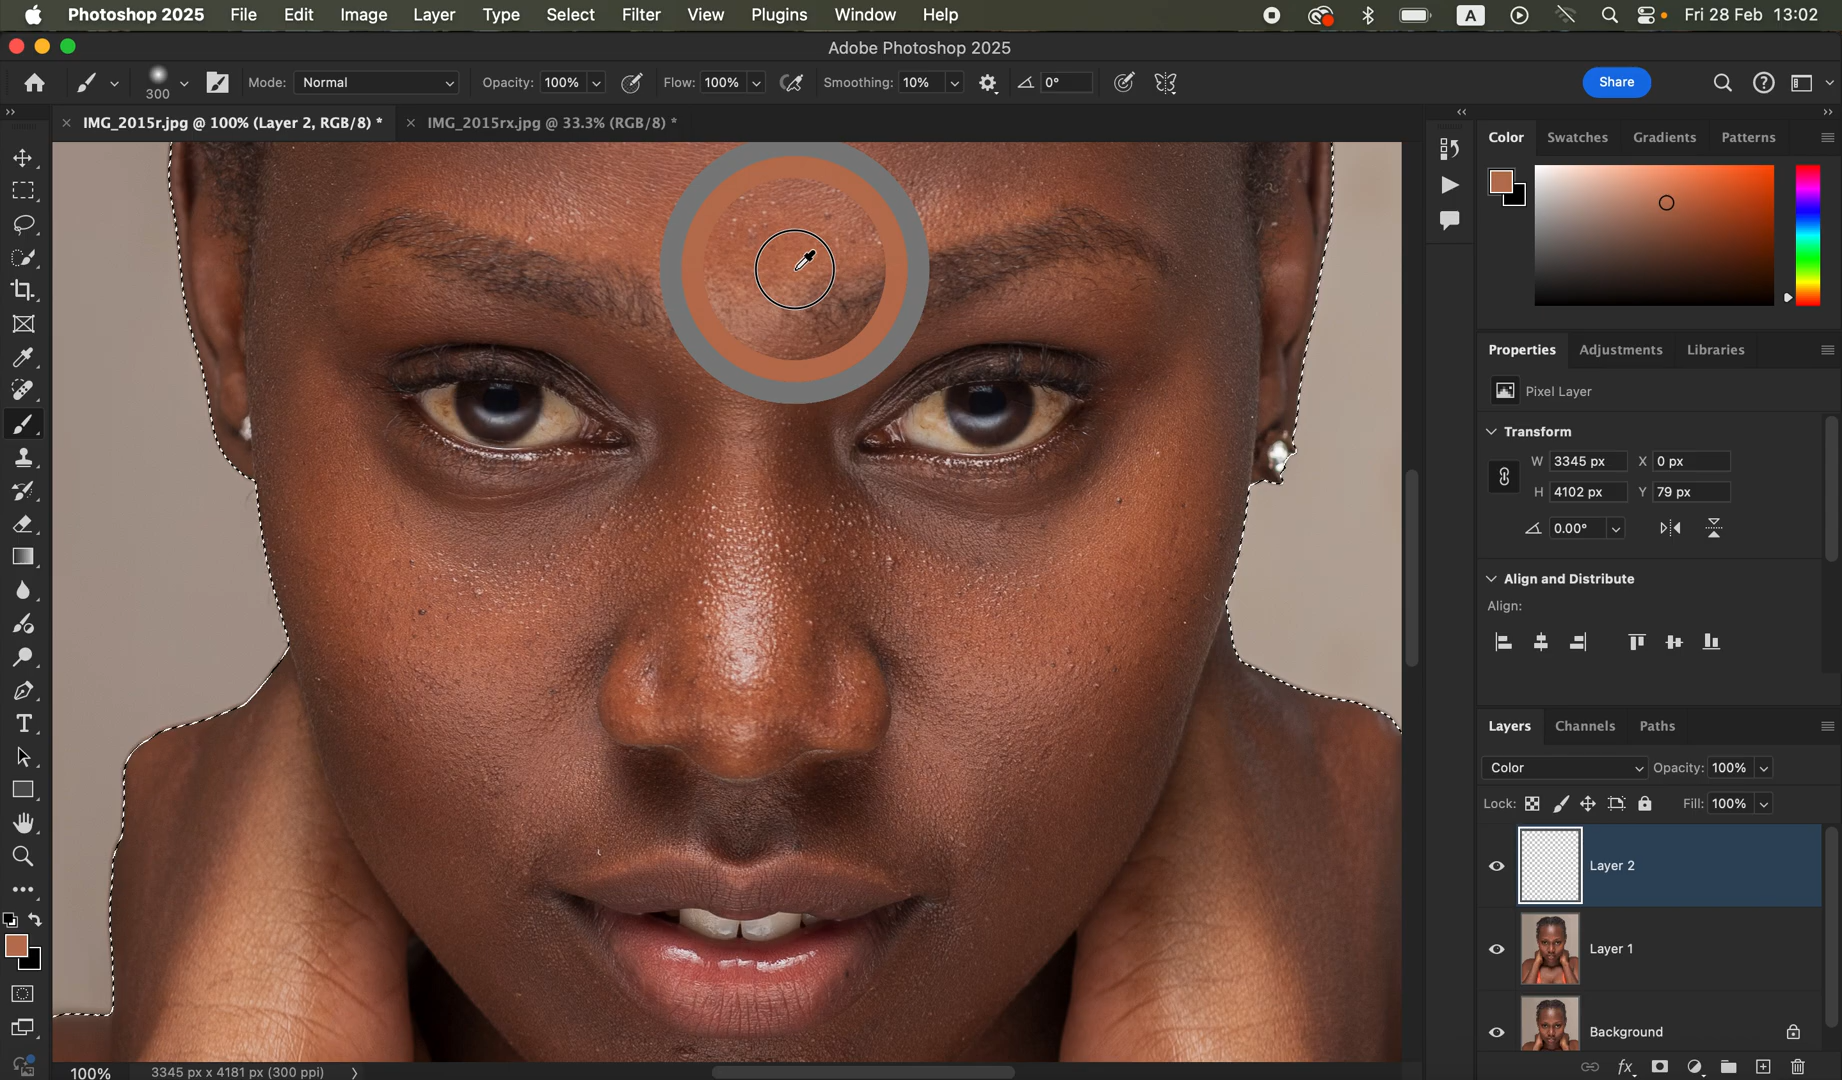 Photoshop 2025 File Edit Image Layer Type Select Filter View Plugins Window Help A Fri 28 Feb 13:02
Adobe Photoshop 2025
300 Mode: Normal Opacity: 100% Flow: 100% Smoothing: 10% 0° Share
IMG_2015r.jpg @ 100% (Layer 2, RGB/8) * IMG_2015rx.jpg @ 33.3% (RGB/8) *
Color Swatches Gradients Patterns
Properties Adjustments Libraries
Pixel Layer
Transform
W 3345 px X 0 px
H 4102 px Y 79 px
0.00°
Align and Distribute
Align:
Layers Channels Paths
Color Opacity: 100%
Lock: Fill: 100%
Layer 2
Layer 1
Background
fx
T
100% 3345 px x 4181 px (300 ppi)